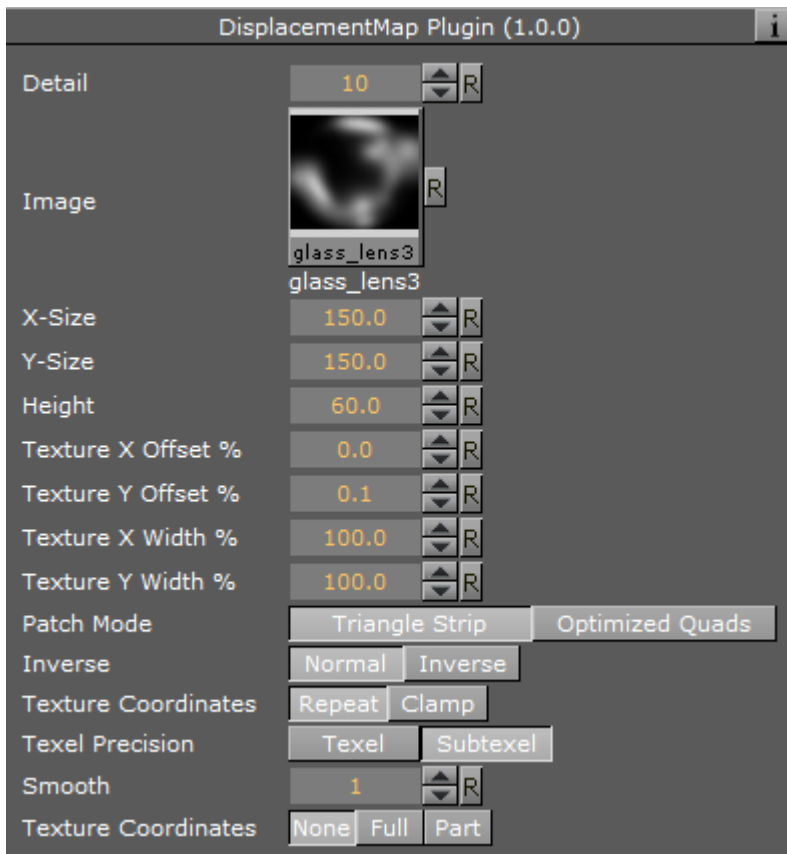 DisplacementMap Plugin (1.0.0) i
Detail 10 R
Image R
glass_lens3
glass_lens3
X-Size 150.0 R
Y-Size 150.0 R
Height 60.0 R
Texture X Offset % 0.0 R
Texture Y Offset % 0.1 R
Texture X Width % 100.0 R
Texture Y Width % 100.0 R
Patch Mode Triangle Strip Optimized Quads
Inverse Normal Inverse
Texture Coordinates Repeat Clamp
Texel Precision Texel Subtexel
Smooth 1 R
Texture Coordinates None Full Part